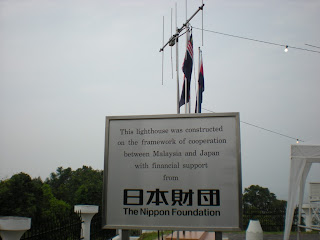 This lighthouse was constructed
on the framework of cooperation
between Malaysia and Japan
with financial support
from
日本財団
The Nippon Foundation